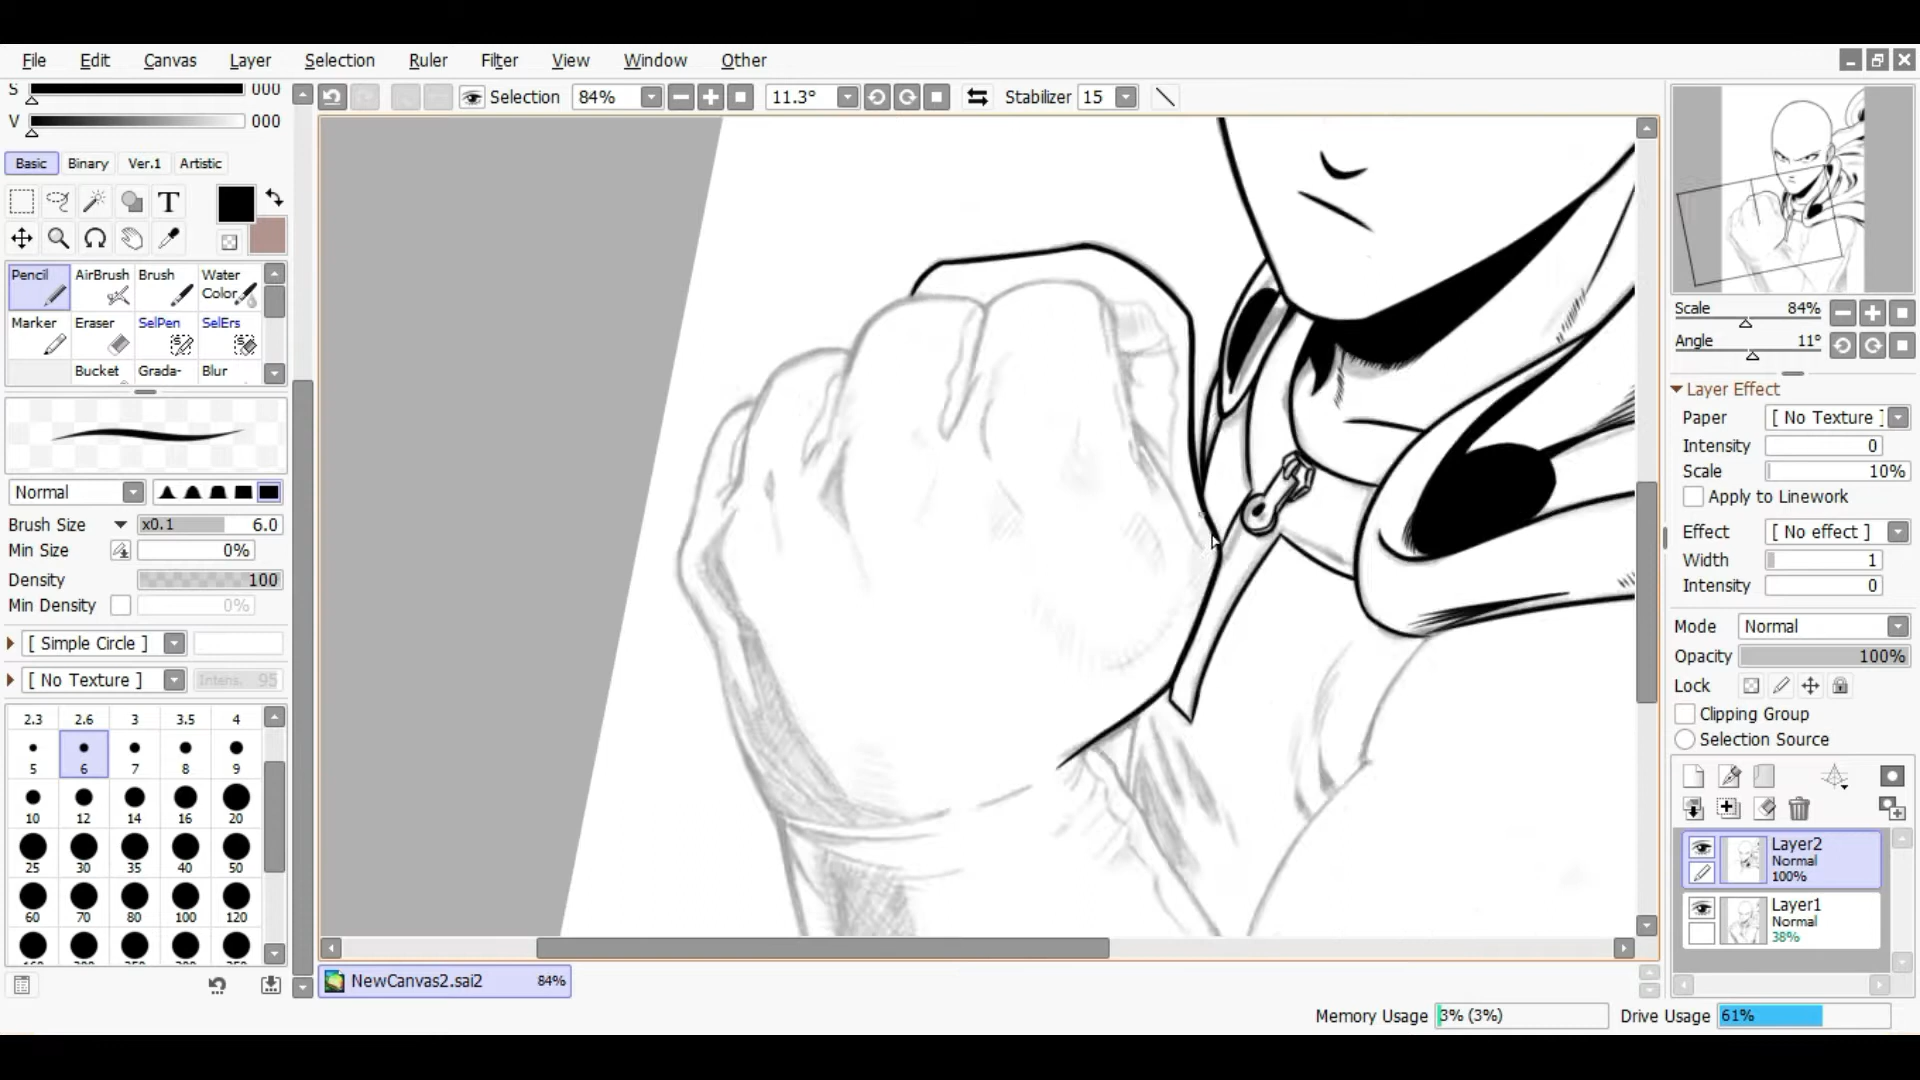 File Edit Canvas Layer Selection Ruler Filter View Window Other
S 000
Selection 84% 11.3° Stabilizer 15
V 000
Basic Binary Ver.1 Artistic
T
Pencil AirBrush Brush Water Color
Marker Eraser SelPen SelErs
Bucket Grada- Blur
Normal
Brush Size x0.1 6.0
Min Size 0%
Density 100
Min Density 0%
[ Simple Circle ]
[ No Texture ] Intens. 95
2.3 2.6 3 3.5 4
5 6 7 8 9
10 12 14 16 20
25 30 35 40 50
60 70 80 100 120
NewCanvas2.sai2 84%
Scale 84%
Angle 11°
Layer Effect
Paper [ No Texture ]
Intensity 0
Scale 10%
Apply to Linework
Effect [ No effect ]
Width 1
Intensity 0
Mode Normal
Opacity 100%
Lock
Clipping Group
Selection Source
Layer2
Normal
100%
Layer1
Normal
38%
Memory Usage 3% (3%) Drive Usage 61%